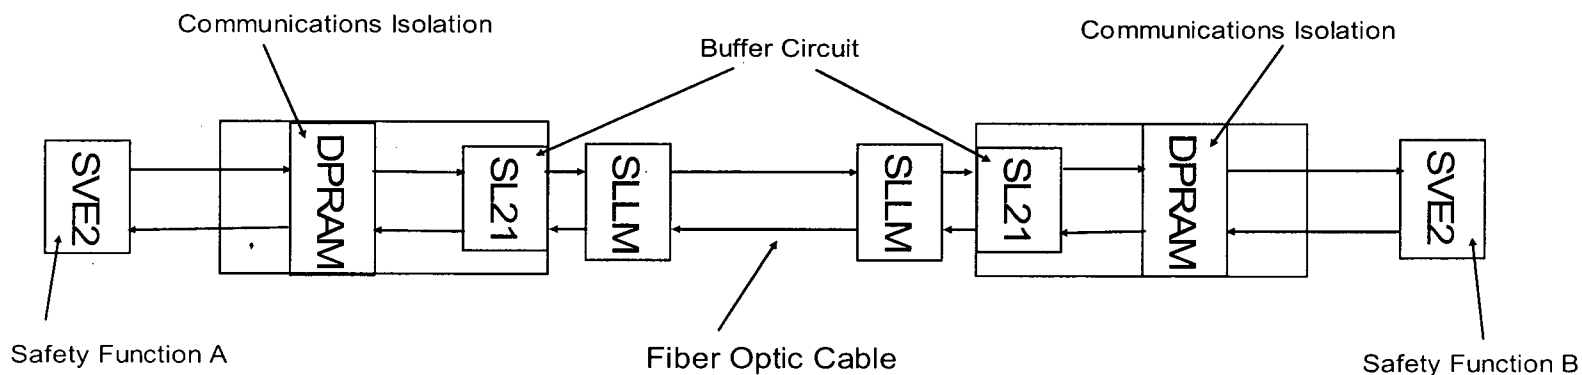 Communications Isolation
Buffer Circuit
Communications Isolation
SVE2
DPRAM
SL21
SLLM
SLLM
SL21
DPRAM
SVE2
Safety Function A
Fiber Optic Cable
Safety Function B